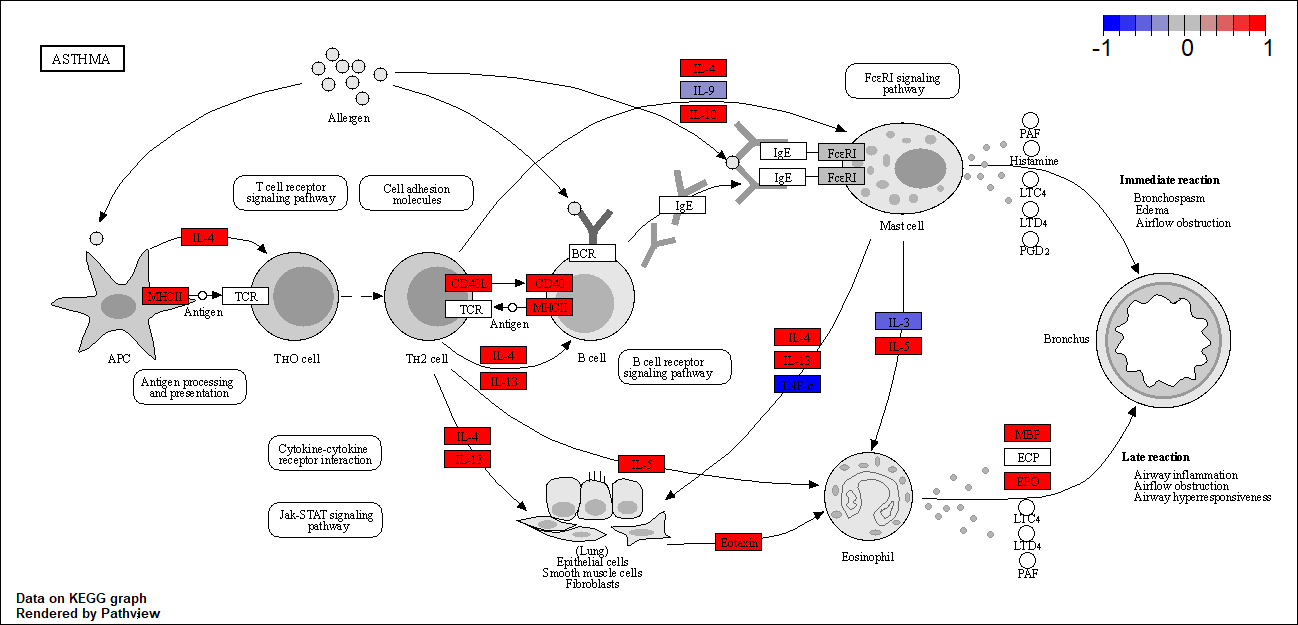 -1 0 1
ASTHMA
Allergen
IL-4
IL-9
IL-10
FcεRI signaling
pathway
T cell receptor
signaling pathway
Cell adhesion
molecules
IgE
FcεRI
IgE
FcεRI
IgE
Mast cell
PAF
Histamine
LTC4
LTD4
PGD2
Immediate reaction
Bronchospasm
Edema
Airflow obstruction
IL-4
BCR
MHCII
Antigen
TCR
CD40L
CD40
TCR
MHCII
Antigen
APC
TH0 cell
TH2 cell
B cell
IL-4
IL-13
B cell receptor
signaling pathway
IL-4
IL-13
TNF-α
IL-3
IL-5
Bronchus
Antigen processing
and presentation
Cytokine-cytokine
receptor interaction
Jak-STAT signaling
pathway
IL-4
IL-13
IL-5
Eotaxin
(Lung)
Epithelial cells
Smooth muscle cells
Fibroblasts
Eosinophil
MBP
ECP
EPO
LTC4
LTD4
PAF
Late reaction
Airway inflammation
Airflow obstruction
Airway hyperresponsiveness
Data on KEGG graph
Rendered by Pathview